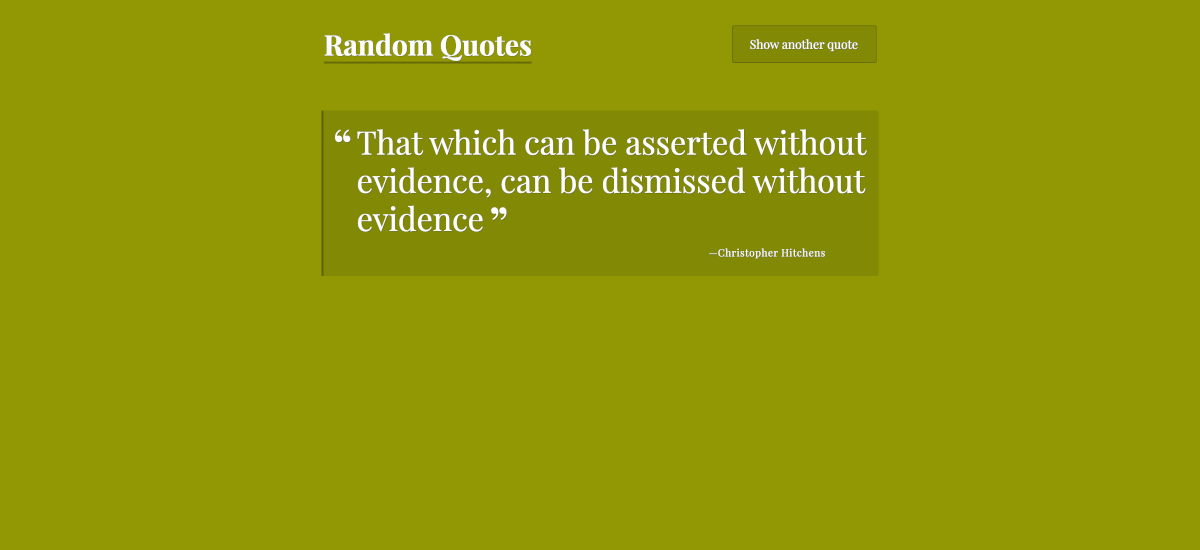 Random Quotes
Show another quote
“ That which can be asserted without
evidence, can be dismissed without
evidence ”
—Christopher Hitchens